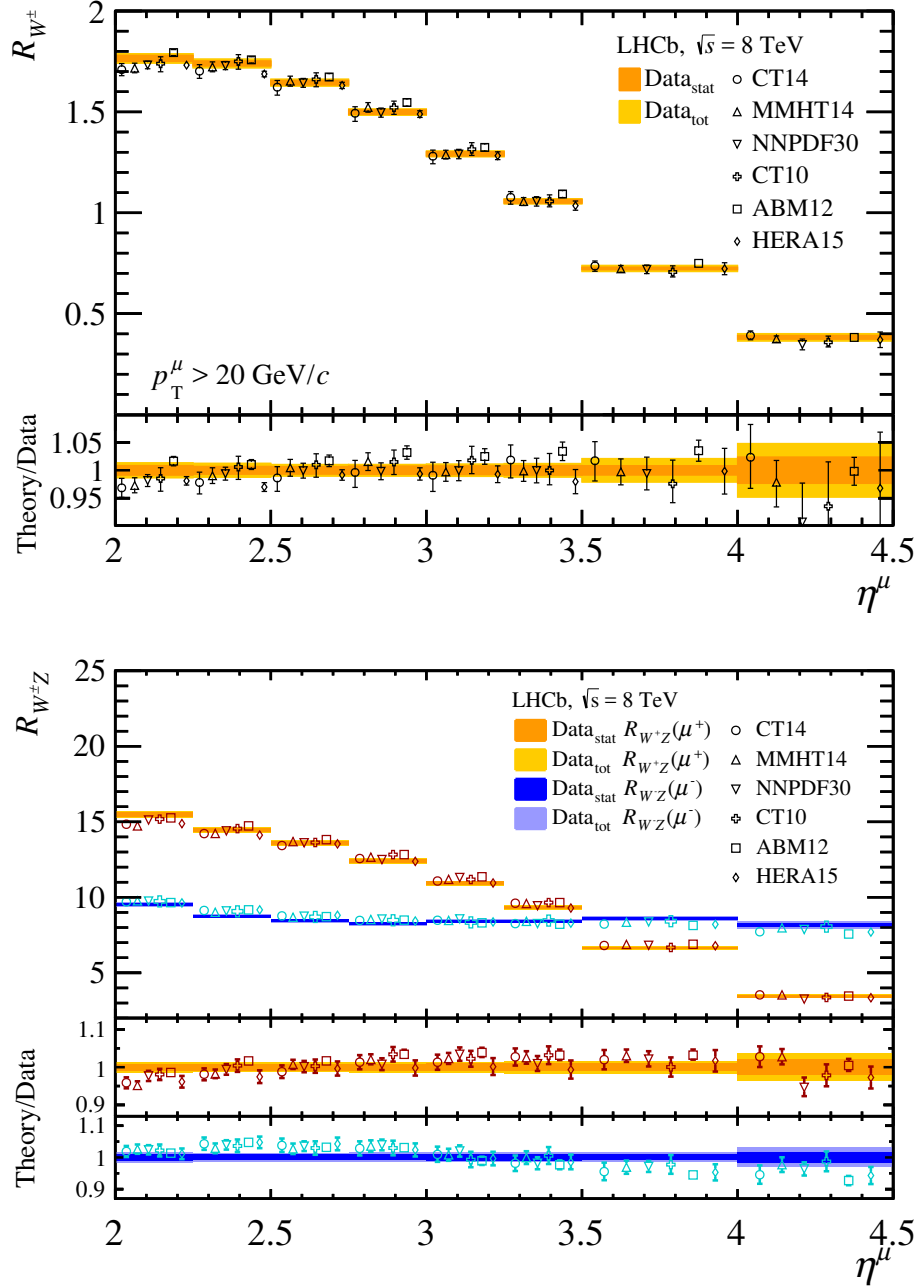 R_{W^±}
LHCb, √s = 8 TeV
Data_stat
Data_tot
CT14
MMHT14
NNPDF30
CT10
ABM12
HERA15
2
1.5
1
0.5
p_T^μ > 20 GeV/c
Theory/Data
1.05
1
0.95
2 2.5 3 3.5 4 4.5
η^μ
R_{W^±Z}
25
20
15
10
5
LHCb, √s = 8 TeV
Data_stat R_{W^+Z}(μ^+)
Data_tot R_{W^+Z}(μ^+)
Data_stat R_{W^-Z}(μ^-)
Data_tot R_{W^-Z}(μ^-)
CT14
MMHT14
NNPDF30
CT10
ABM12
HERA15
Theory/Data
1.1
1
0.9
1.1
1
0.9
2 2.5 3 3.5 4 4.5
η^μ